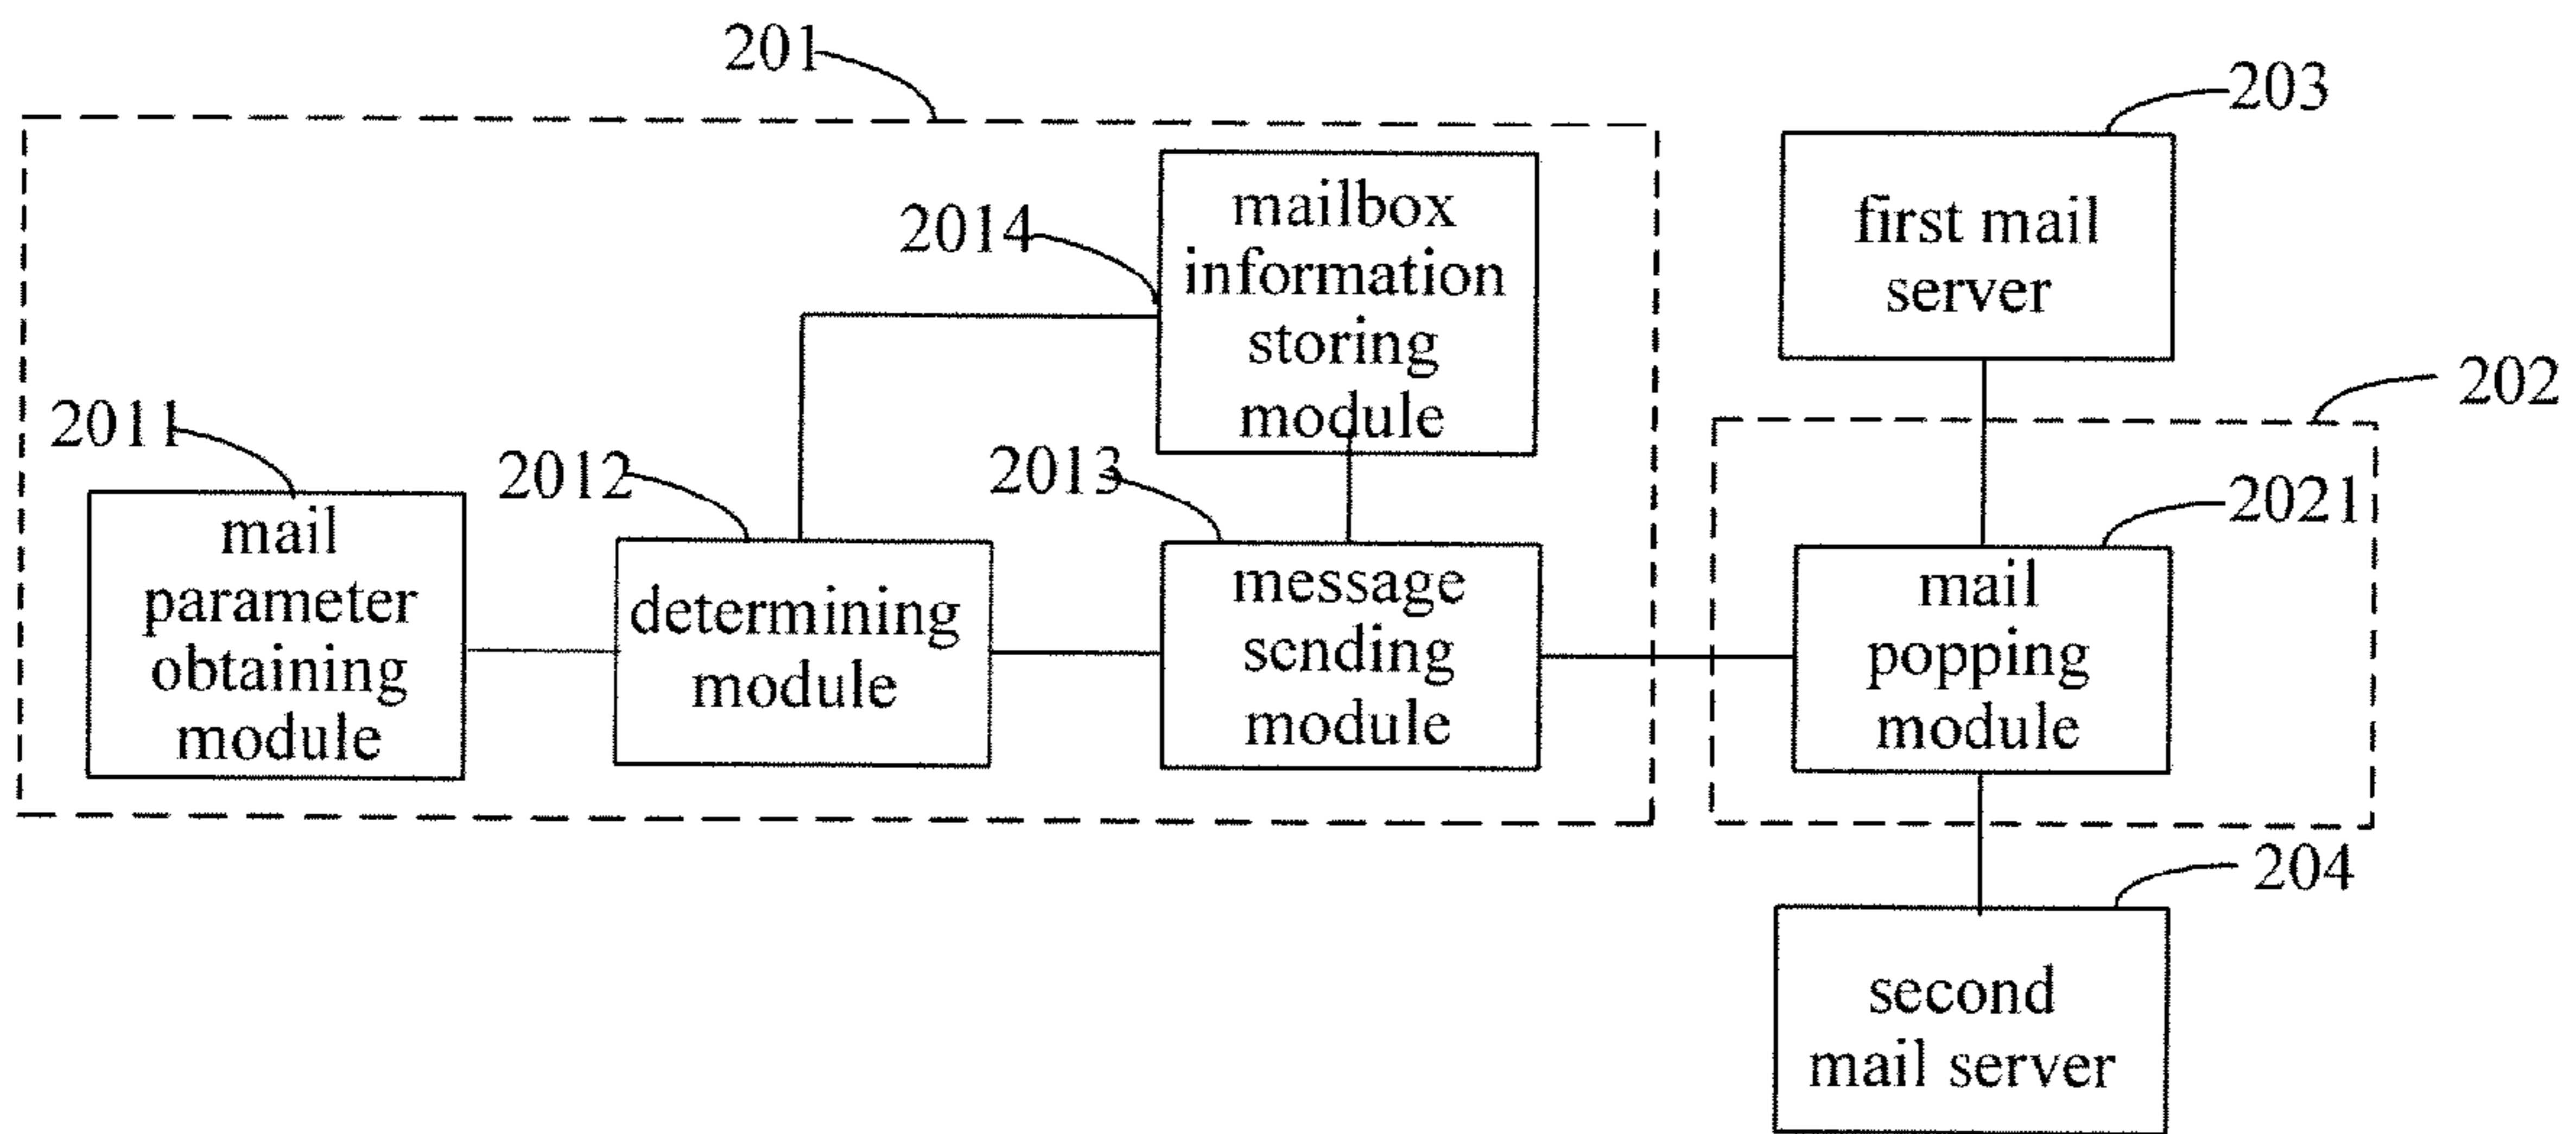 201
203
2014
mailbox
information
storing
module
first mail
server
202
2011
2012
2013
2021
mail
parameter
obtaining
module
determining
module
message
sending
module
mail
popping
module
204
second
mail server